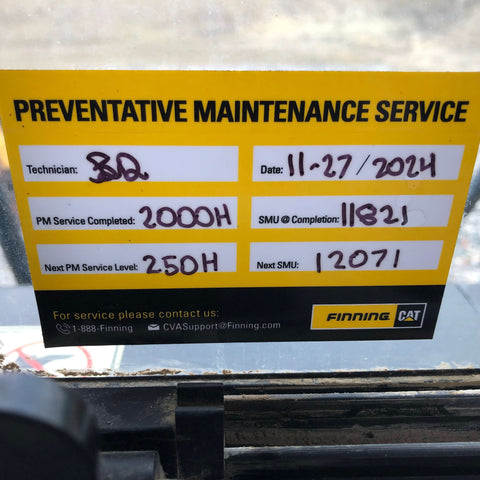 PREVENTATIVE MAINTENANCE SERVICE
Technician: BQ Date: 11-27/2024
PM Service Completed: 2000H SMU @ Completion: 11821
Next PM Service Level: 250H Next SMU: 12071
For service please contact us:
1-888-Finning CVASupport@Finning.com
FINNING CAT